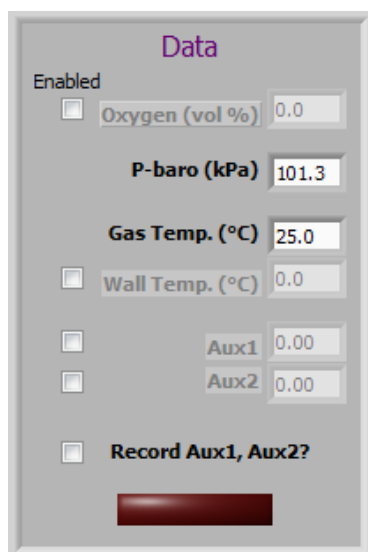 Data
Enabled
Oxygen (vol %) 0.0
P-baro (kPa) 101.3
Gas Temp. (°C) 25.0
Wall Temp. (°C) 0.0
Aux1 0.00
Aux2 0.00
Record Aux1, Aux2?